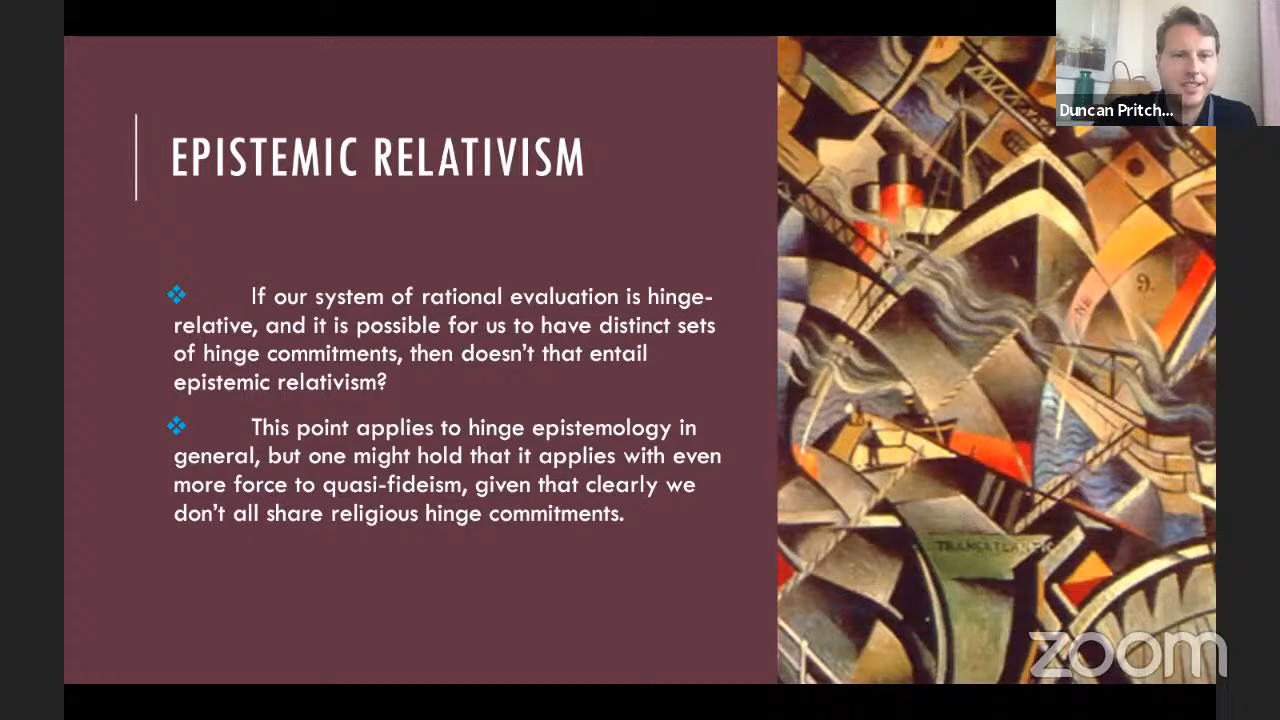 Duncan Pritch...
EPISTEMIC RELATIVISM
If our system of rational evaluation is hinge-
relative, and it is possible for us to have distinct sets
of hinge commitments, then doesn't that entail
epistemic relativism?
This point applies to hinge epistemology in
general, but one might hold that it applies with even
more force to quasi-fideism, given that clearly we
don't all share religious hinge commitments.
9.
TRANSATLANTIC
zoom